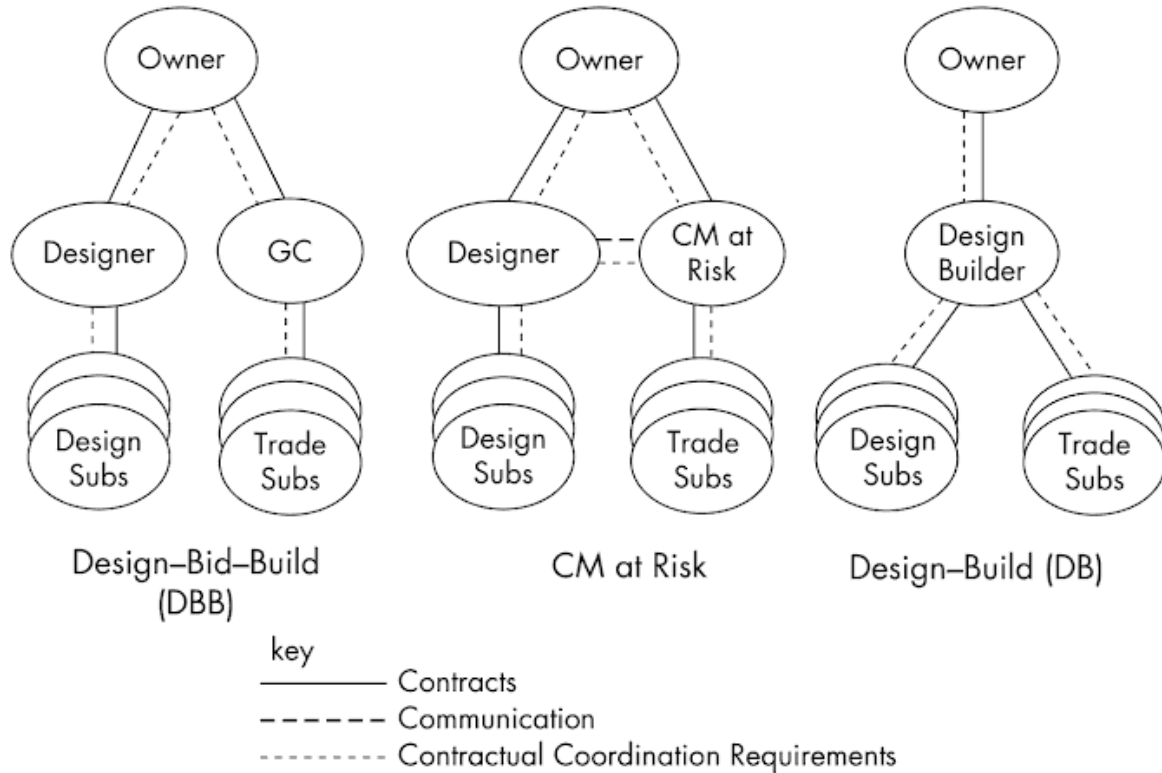 Owner
Owner
Owner
Designer
GC
Designer
CM at
Risk
Design
Builder
Design
Subs
Trade
Subs
Design
Subs
Trade
Subs
Design
Subs
Trade
Subs
Design–Bid–Build
(DBB)
CM at Risk
Design–Build (DB)
key
Contracts
Communication
Contractual Coordination Requirements